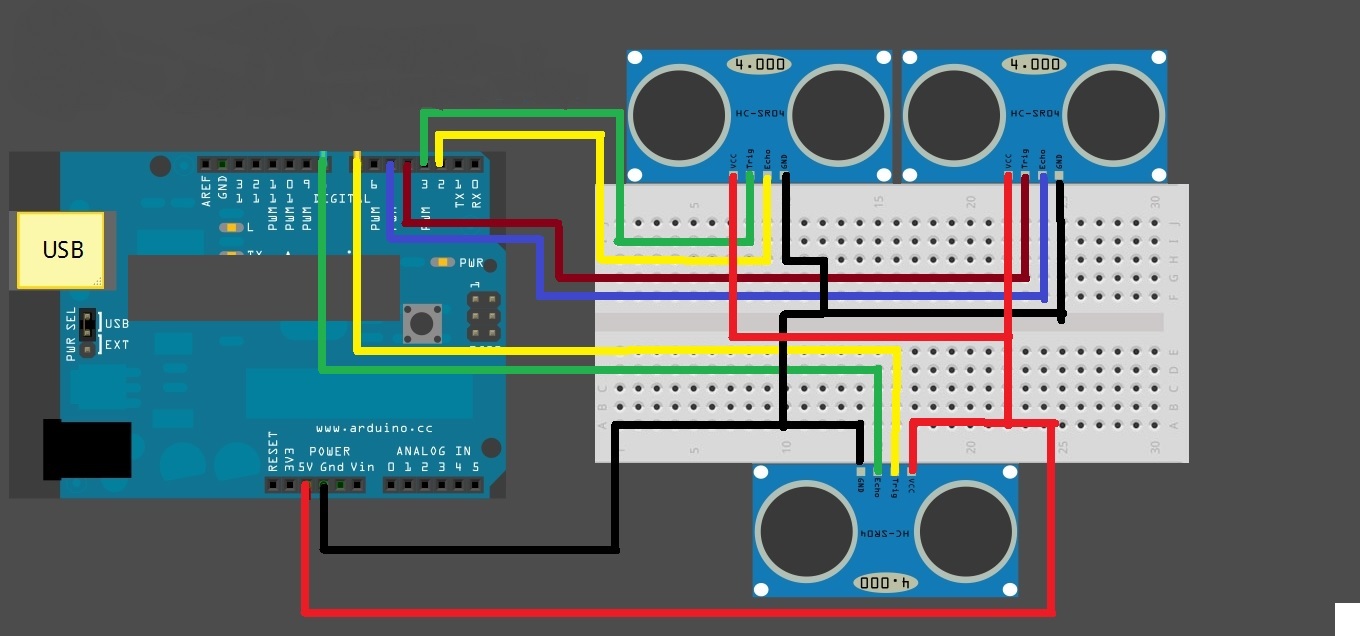 4.000
4.000
HC-SR04
HC-SR04
VCC Trig Echo GND
VCC Trig Echo GND
AREF GND 13 12 11 10 9 6 3 2 1 0
PWM PWM PWM PWM PWM TX RX
DIGITAL
USB
L
TX
PWR
1
PWR SEL
USB
EXT
5 15 30
J
I
H
G
F
E
D
C C
B B
A A
1 5 10 20 25 30
www.arduino.cc
POWER ANALOG IN
RESET 3V3 5V Gnd Vin 0 1 2 3 4 5
GND Echo Trig VCC
HC-SR04
4.000